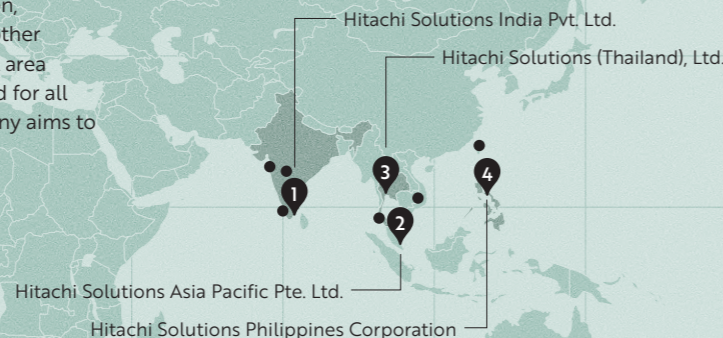 n,
Hitachi Solutions India Pvt. Ltd.
other
area
Hitachi Solutions (Thailand), Ltd.
d for all
ny aims to
3
4
1
2
Hitachi Solutions Asia Pacific Pte. Ltd.
Hitachi Solutions Philippines Corporation